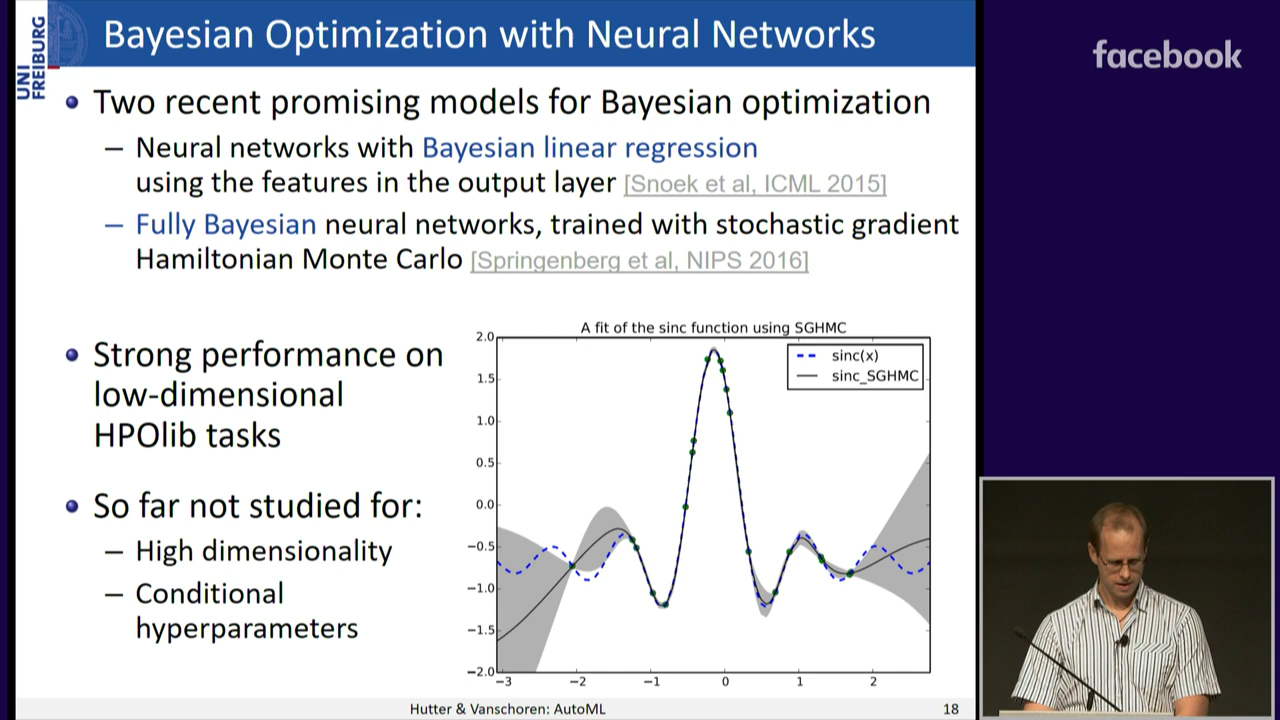 UNI
FREIBURG
Bayesian Optimization with Neural Networks
facebook
Two recent promising models for Bayesian optimization
– Neural networks with Bayesian linear regression
using the features in the output layer [Snoek et al, ICML 2015]
– Fully Bayesian neural networks, trained with stochastic gradient
Hamiltonian Monte Carlo [Springenberg et al, NIPS 2016]
Strong performance on
low-dimensional
HPOlib tasks
So far not studied for:
– High dimensionality
– Conditional
hyperparameters
A fit of the sinc function using SGHMC
sinc(x)
sinc_SGHMC
2.0
1.5
1.0
0.5
0.0
−0.5
−1.0
−1.5
−2.0
−3 −2 −1 0 1 2
Hutter & Vanschoren: AutoML
18